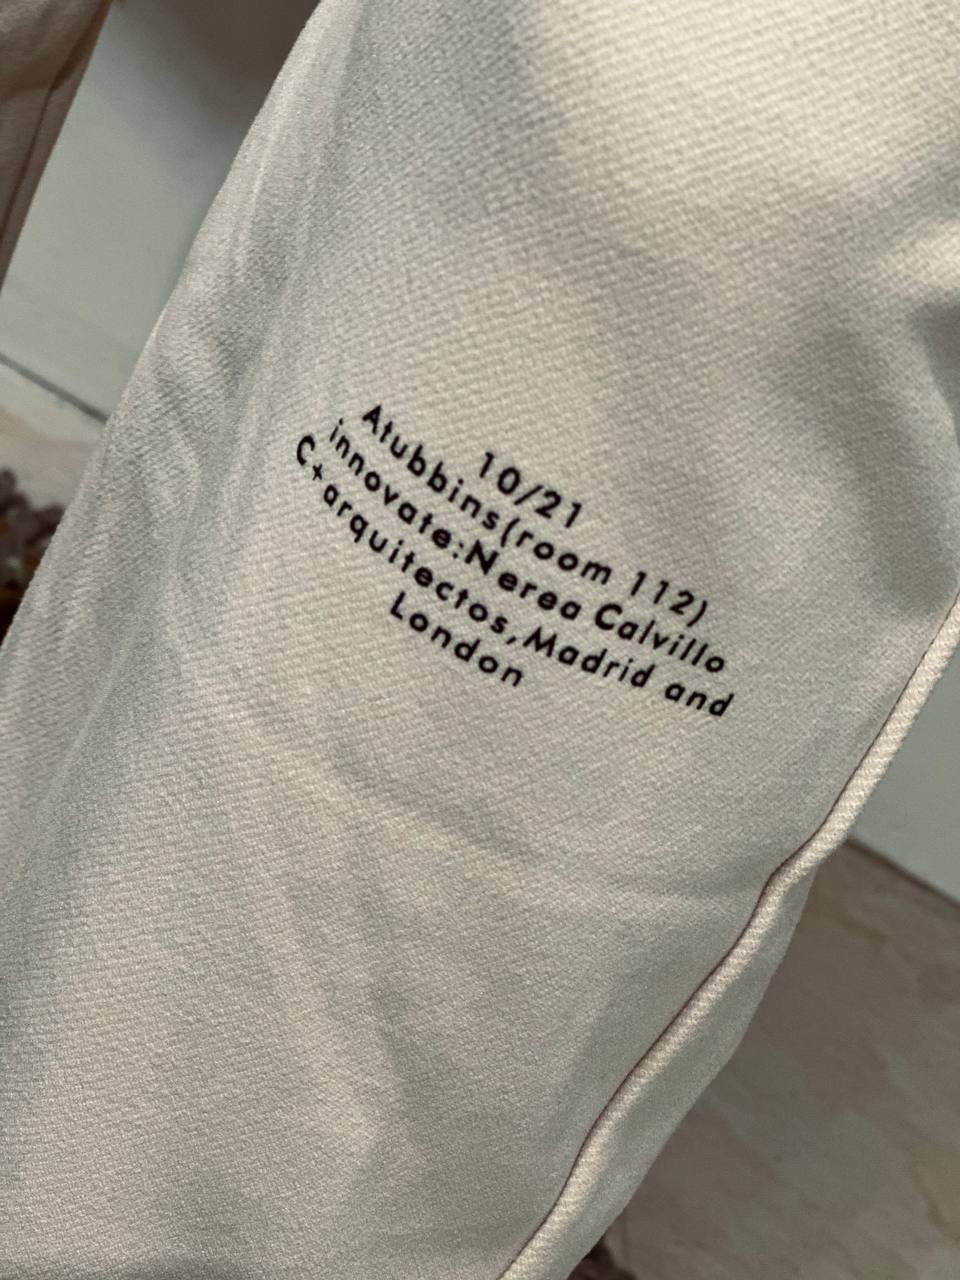 10/21
Atubbins(room 112)
innovate:Nerea Calvillo
C+arquitectos,Madrid and
London